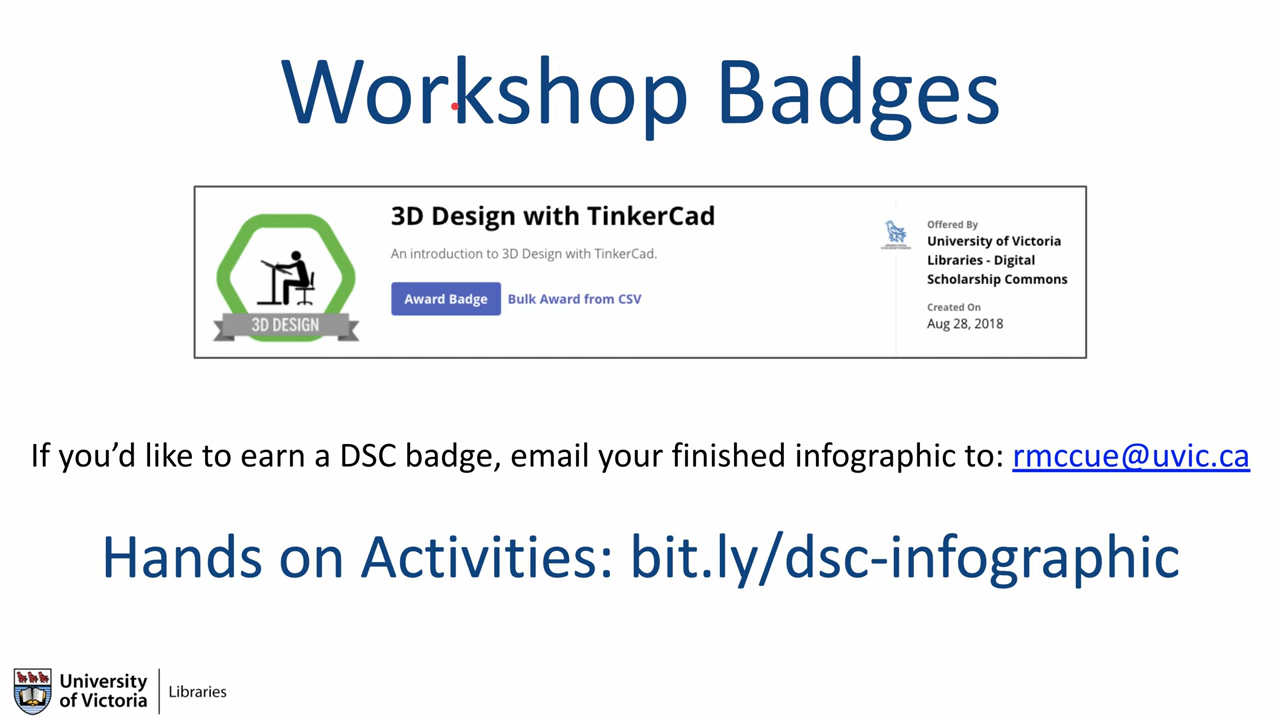 Workshop Badges
3D Design with TinkerCad
An introduction to 3D Design with TinkerCad.
Award Badge Bulk Award from CSV
3D DESIGN
Offered By
University of Victoria
Libraries - Digital
Scholarship Commons
Created On
Aug 28, 2018
If you’d like to earn a DSC badge, email your finished infographic to: rmccue@uvic.ca
Hands on Activities: bit.ly/dsc-infographic
University
of Victoria
Libraries